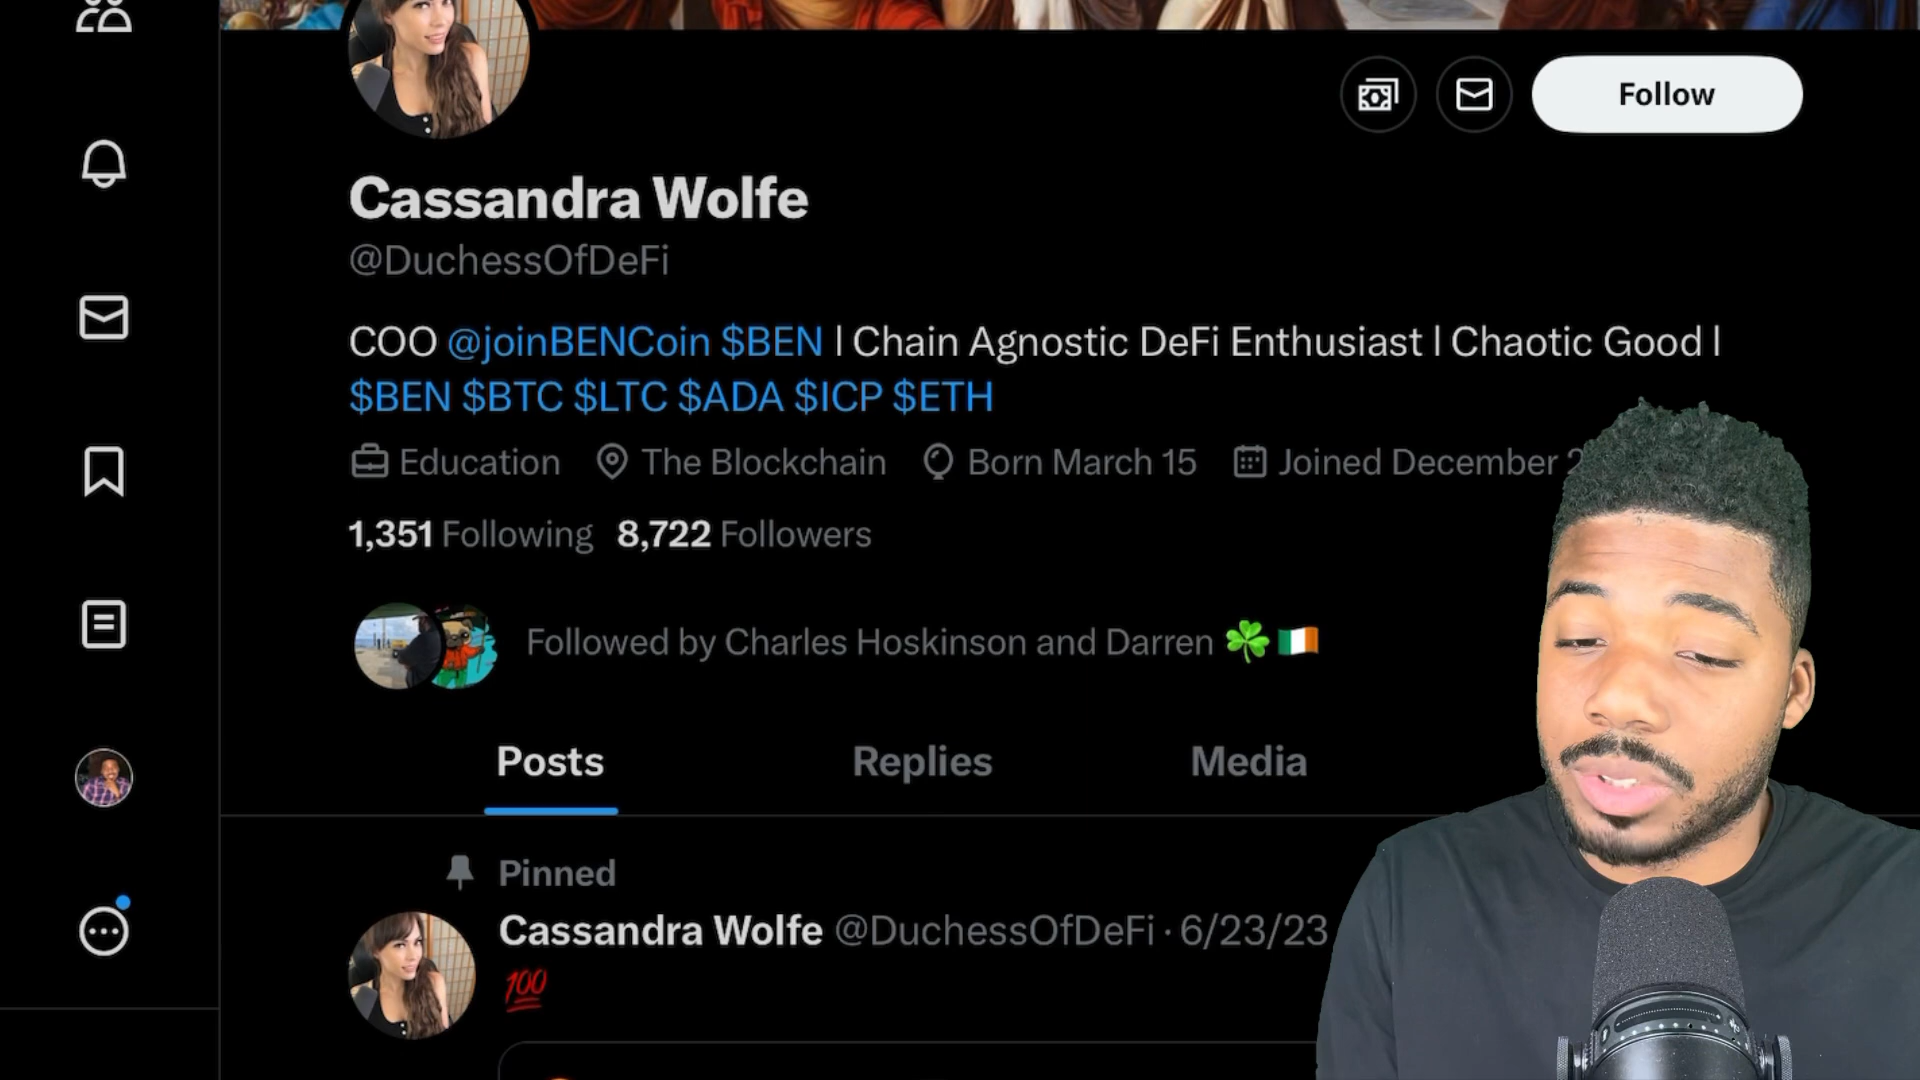 Follow
Cassandra Wolfe
@DuchessOfDeFi
COO @joinBENCoin $BEN | Chain Agnostic DeFi Enthusiast | Chaotic Good |
$BEN $BTC $LTC $ADA $ICP $ETH
Education The Blockchain Born March 15 Joined December
1,351 Following 8,722 Followers
Followed by Charles Hoskinson and Darren ☘️🇮🇪
Posts Replies Media
Pinned
Cassandra Wolfe @DuchessOfDeFi · 6/23/23
💯